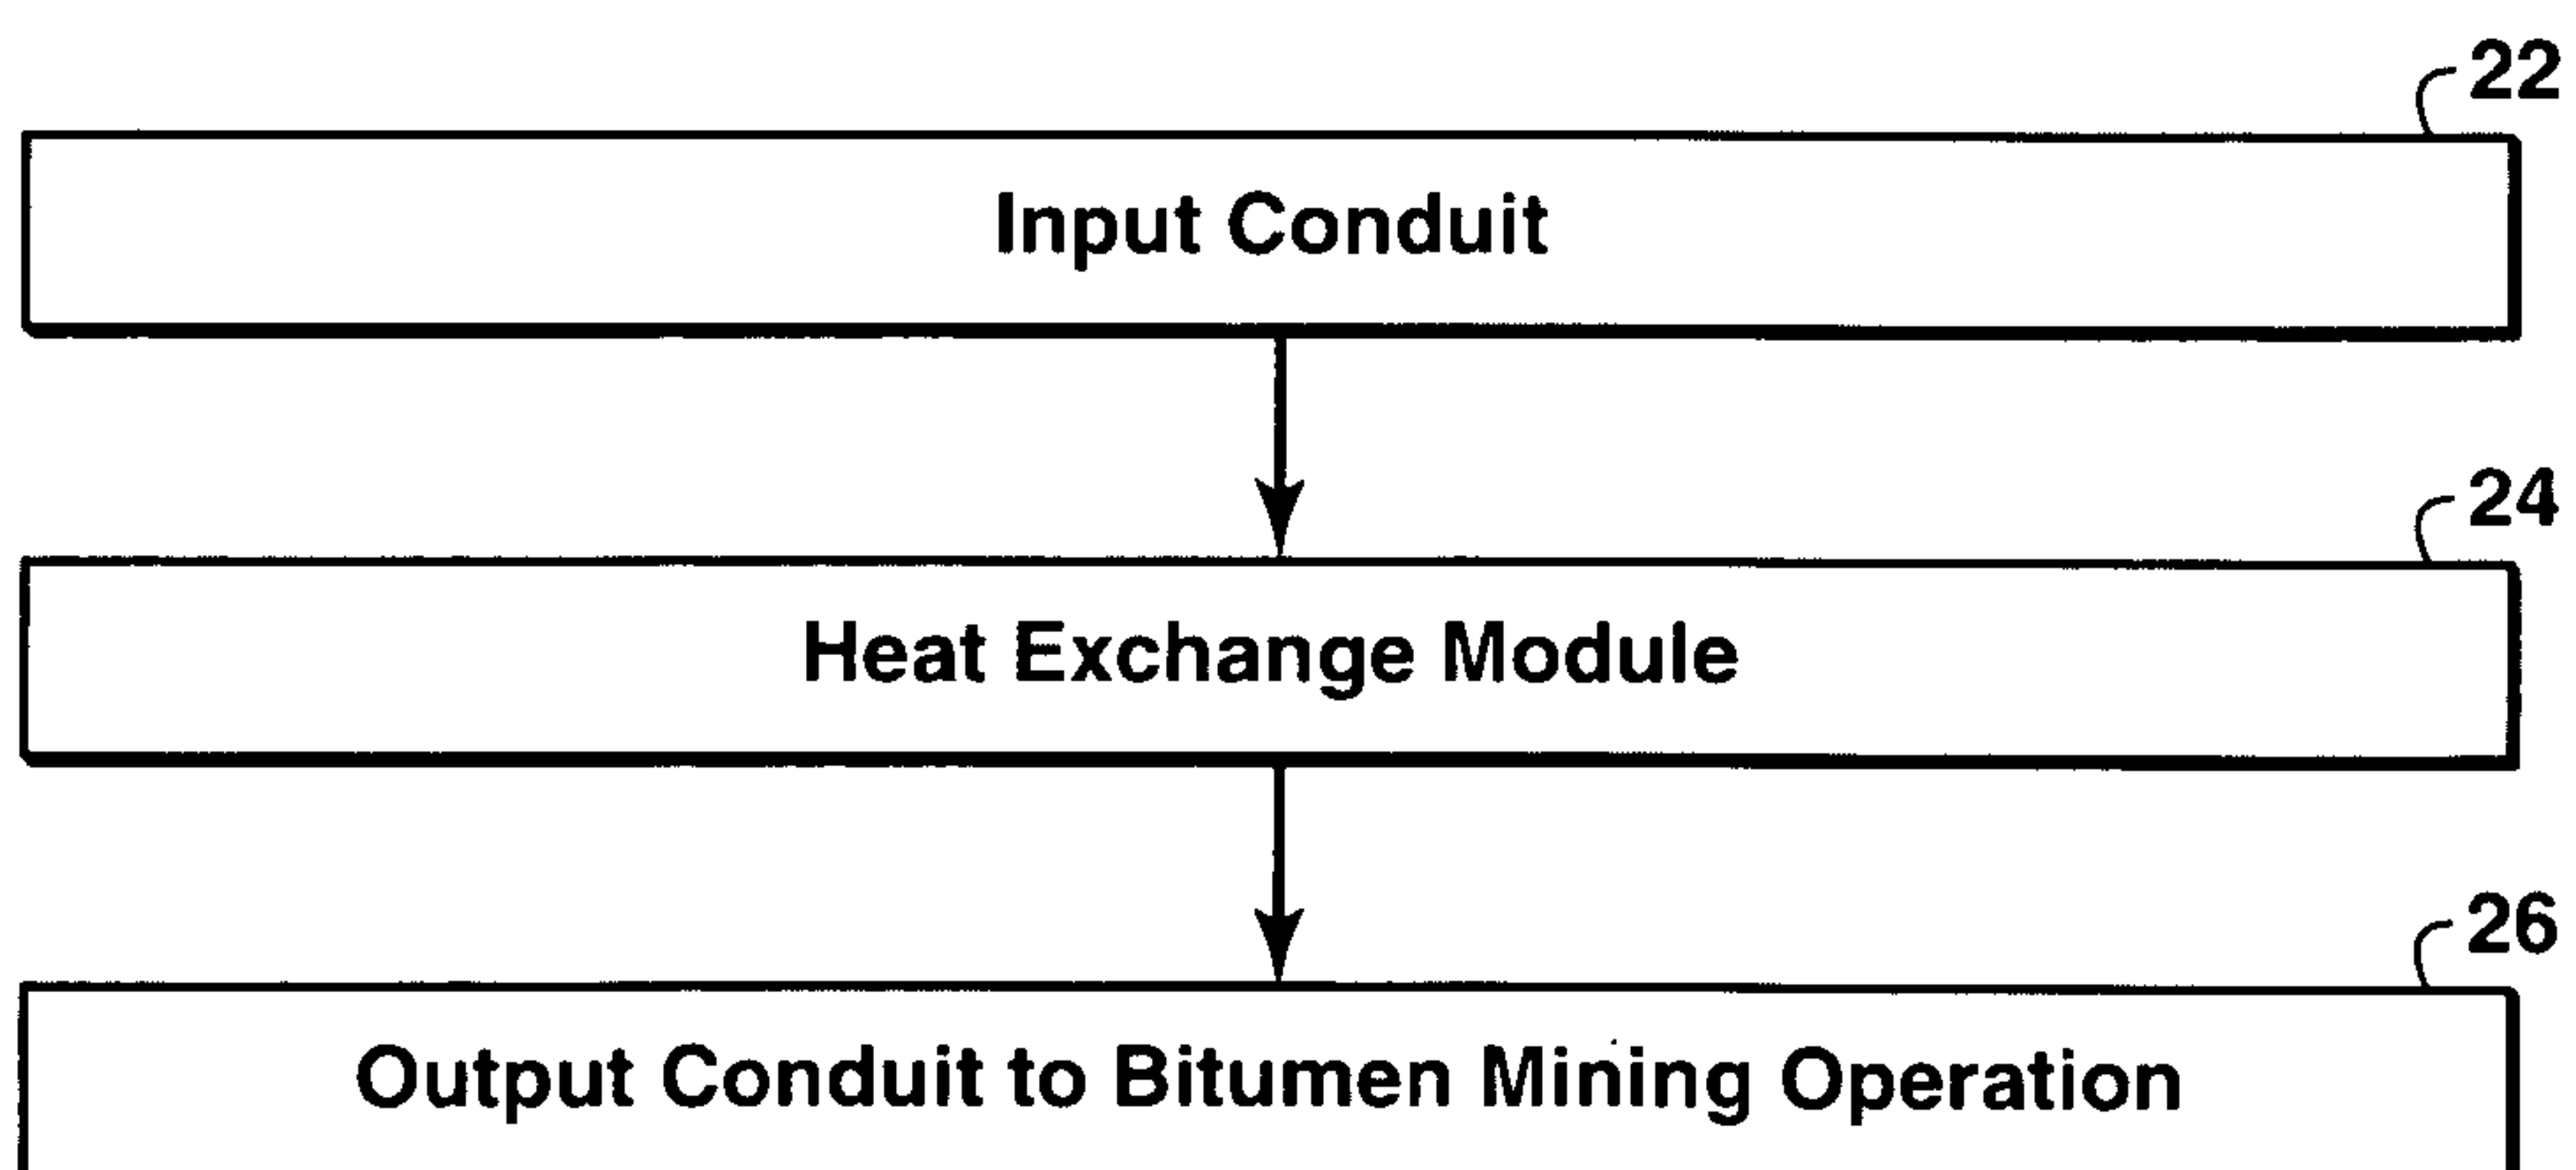 22
Input Conduit
24
Heat Exchange Module
26
Output Conduit to Bitumen Mining Operation